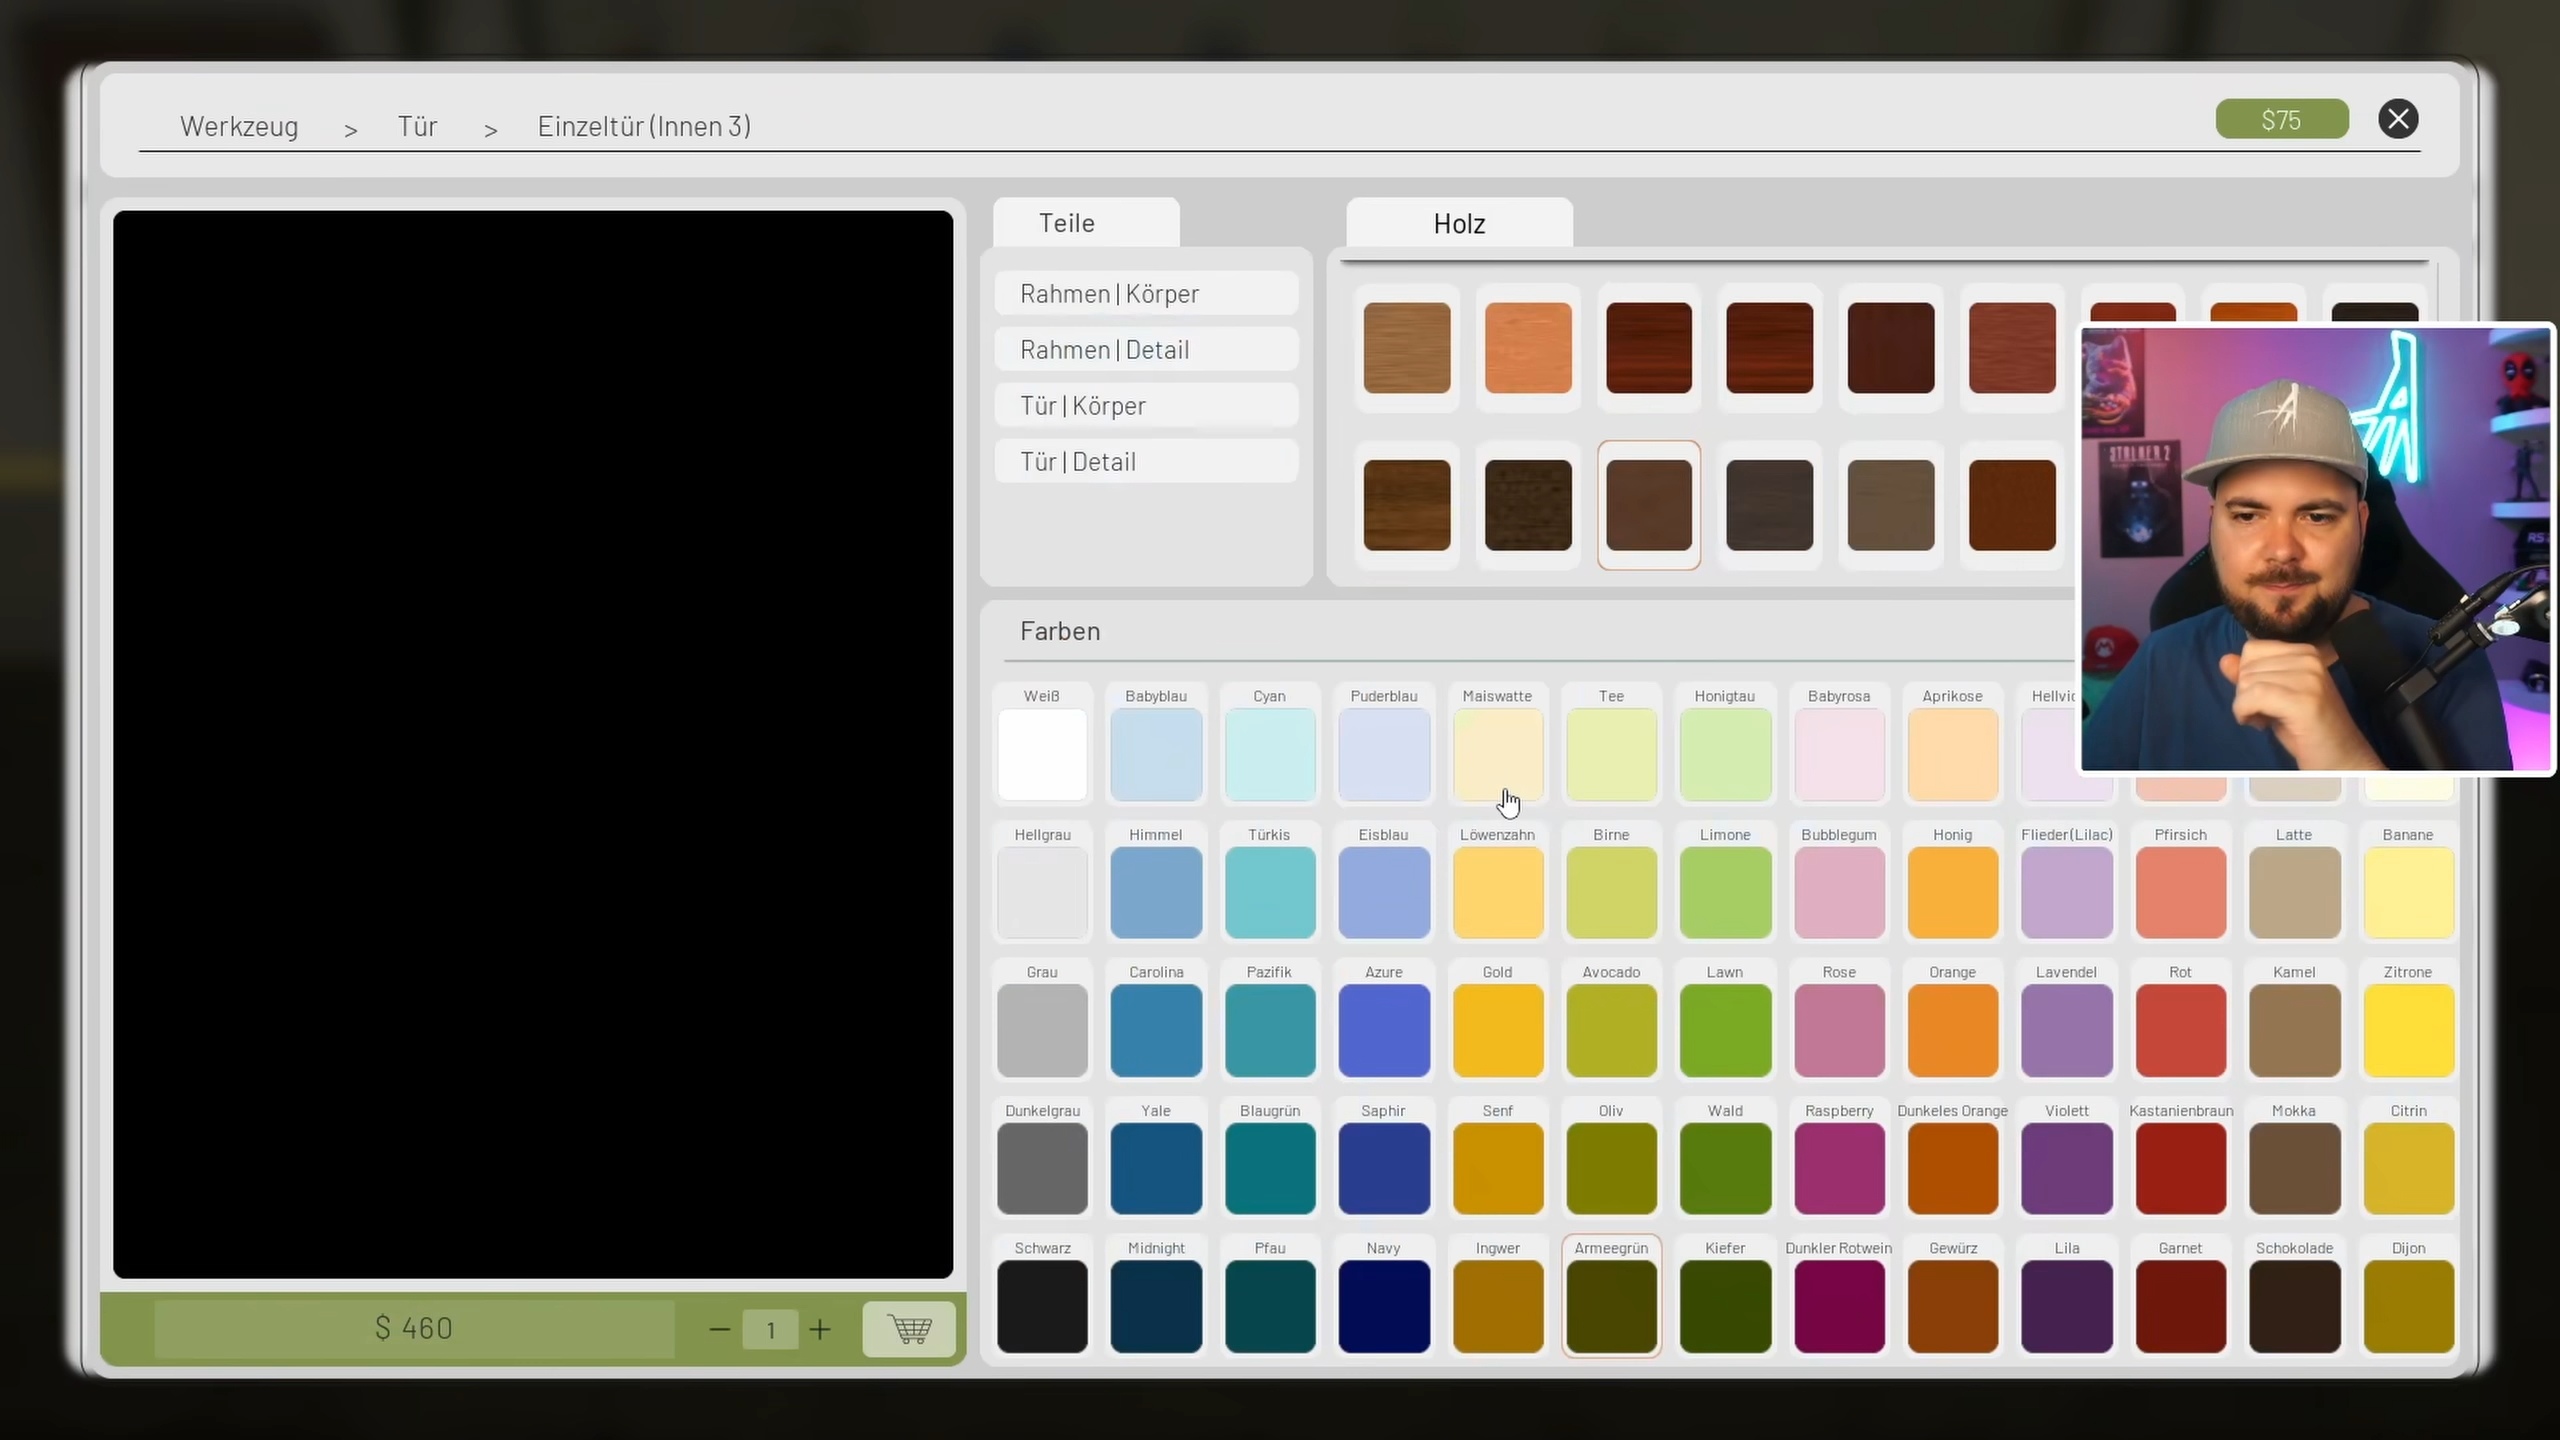 Werkzeug > Tür > Einzeltür (Innen 3)
$75
Teile
Holz
Rahmen | Körper
Rahmen | Detail
Tür | Körper
Tür | Detail
STALKER 2
RS
Farben
Weiß Babyblau Cyan Puderblau Maiswatte Tee Honigtau Babyrosa Aprikose
Hellgrau Himmel Türkis Eisblau Löwenzahn Birne Limone Bubblegum Honig Flieder (Lilac) Pfirsich Latte Banane
Grau Carolina Pazifik Azure Gold Avocado Lawn Rose Orange Lavendel Rot Kamel Zitrone
Dunkelgrau Yale Blaugrün Saphir Senf Oliv Wald Raspberry Dunkeles Orange Violett Kastanienbraun Mokka Citrin
Schwarz Midnight Pfau Navy Ingwer Armeegrün Kiefer Dunkler Rotwein Gewürz Lila Garnet Schokolade Dijon
$ 460
− 1 +